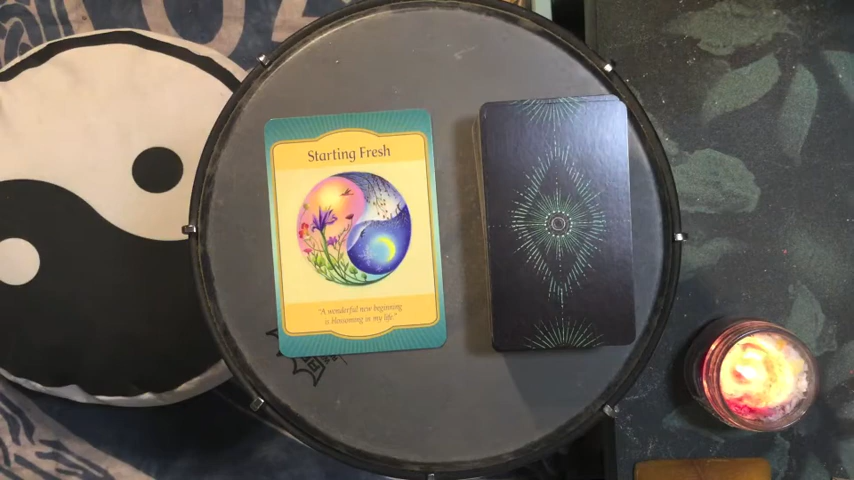 Starting Fresh
"A wonderful new beginning
is blossoming in my life."